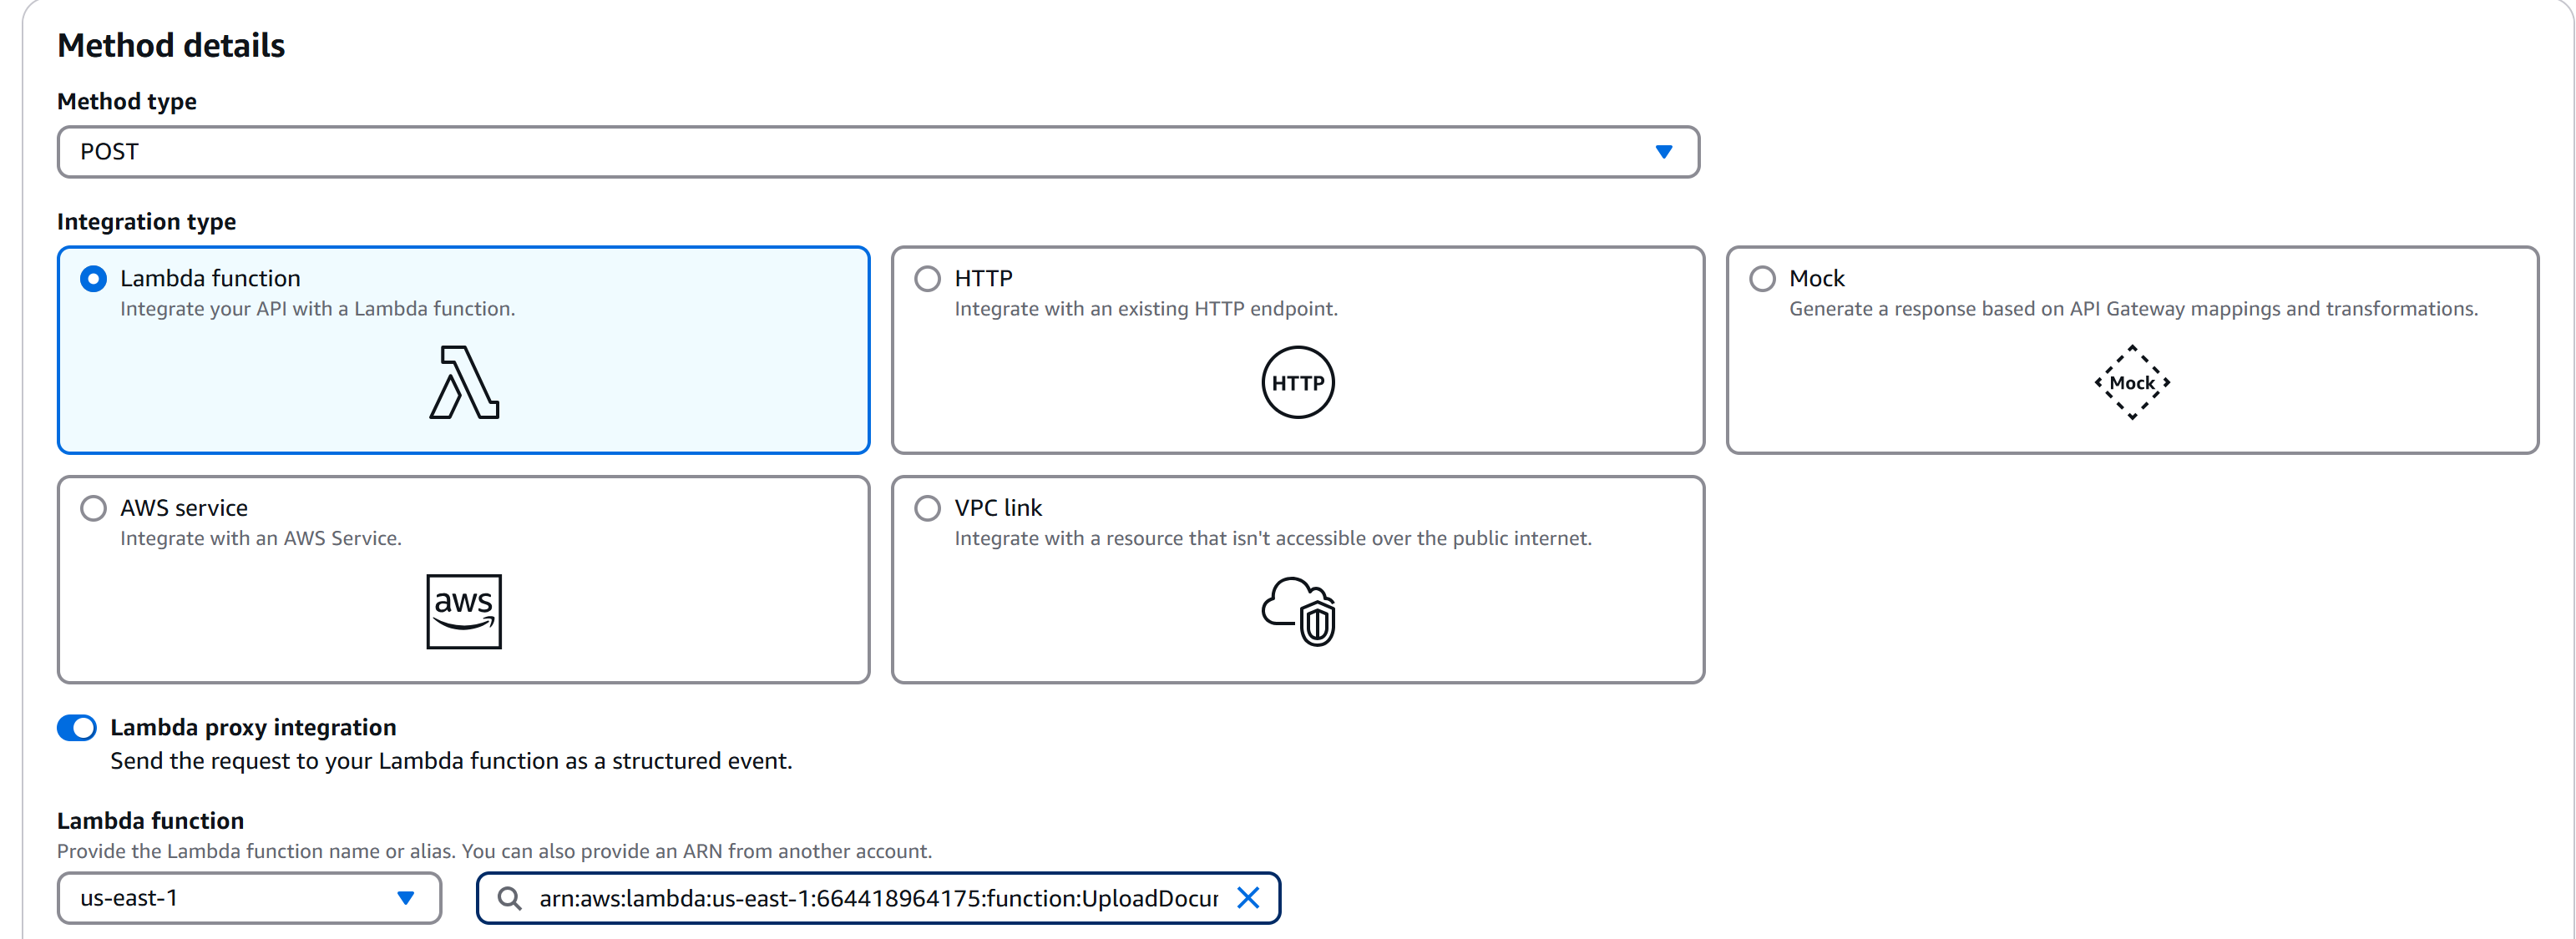 Method details
Method type
POST
Integration type
Lambda function
Integrate your API with a Lambda function.
HTTP
Integrate with an existing HTTP endpoint.
HTTP
Mock
Generate a response based on API Gateway mappings and transformations.
Mock
AWS service
Integrate with an AWS Service.
aws
VPC link
Integrate with a resource that isn't accessible over the public internet.
Lambda proxy integration
Send the request to your Lambda function as a structured event.
Lambda function
Provide the Lambda function name or alias. You can also provide an ARN from another account.
us-east-1
arn:aws:lambda:us-east-1:664418964175:function:UploadDocur